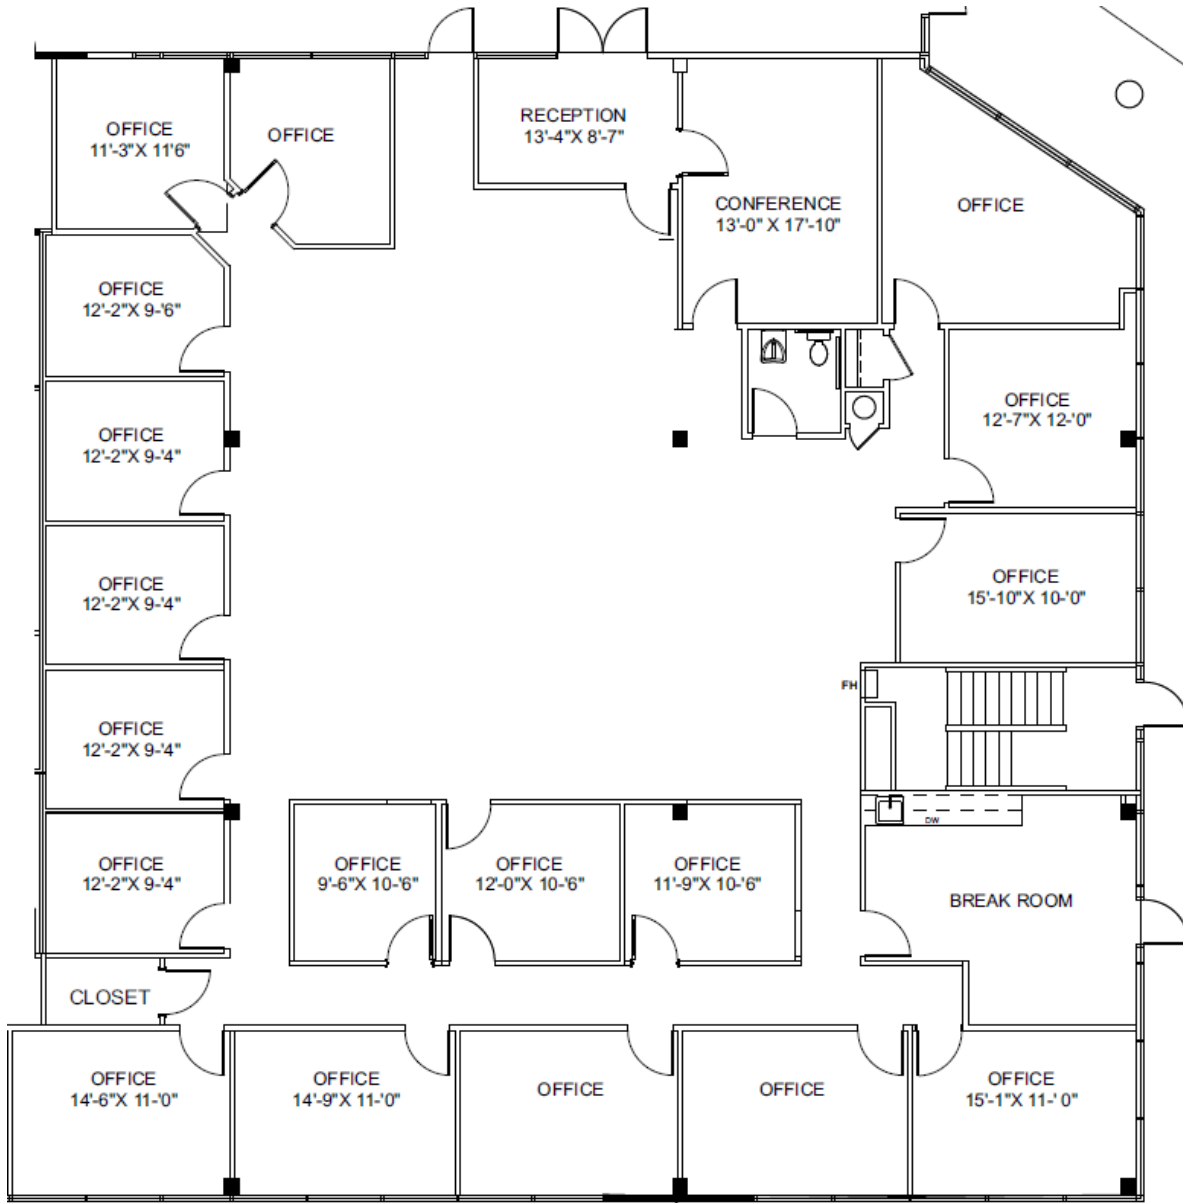 RECEPTION
13'-4"X 8'-7"
OFFICE
11'-3"X 11'6"
OFFICE
CONFERENCE
13'-0" X 17'-10"
OFFICE
OFFICE
12'-2"X 9-'6"
OFFICE
12'-7"X 12-'0"
OFFICE
12'-2"X 9-'4"
OFFICE
15'-10"X 10-'0"
OFFICE
12'-2"X 9-'4"
FH
OFFICE
12'-2"X 9-'4"
DW
OFFICE
12'-2"X 9-'4"
OFFICE
9'-6"X 10-'6"
OFFICE
12'-0"X 10-'6"
OFFICE
11'-9"X 10-'6"
BREAK ROOM
CLOSET
OFFICE
14'-6"X 11-'0"
OFFICE
14'-9"X 11-'0"
OFFICE
OFFICE
OFFICE
15'-1"X 11-' 0"